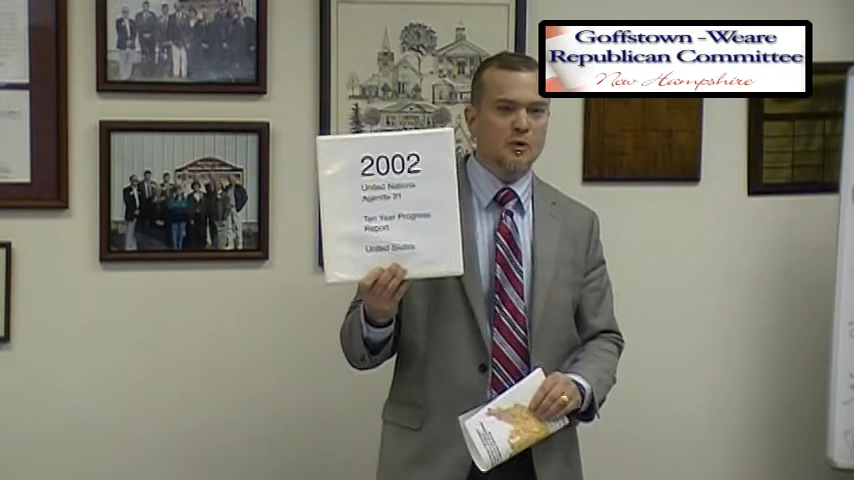 Goffstown-Weare
Republican Committee
New Hampshire
2002
United Nations
Agenda 21
Ten Year Progress
Report
United States